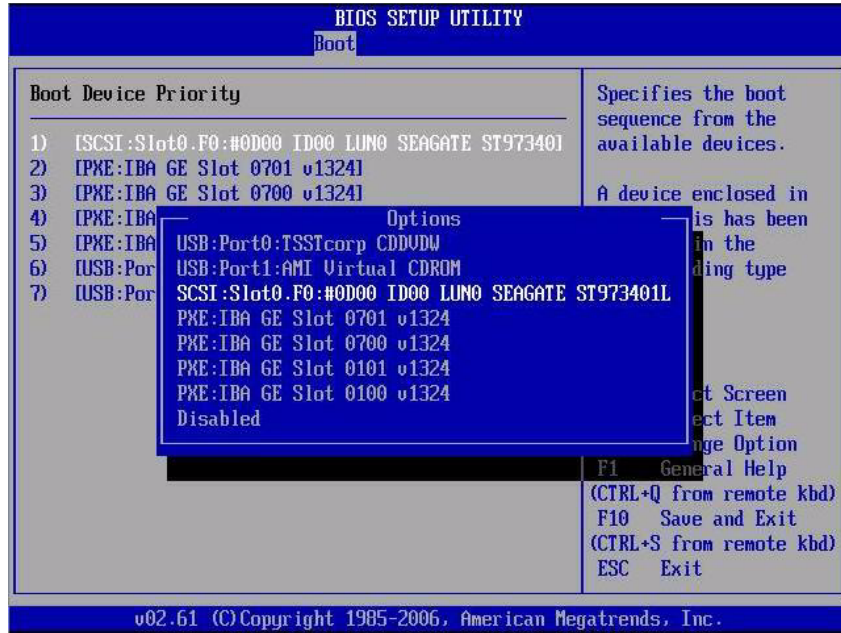 BIOS SETUP UTILITY
Boot
Boot Device Priority
1) [SCSI:Slot0.F0:#0D00 ID00 LUN0 SEAGATE ST97340]
2) [PXE:IBA GE Slot 0701 v1324]
3) [PXE:IBA GE Slot 0700 v1324]
4) [PXE:IBA
5) [PXE:IBA
6) [USB:Por
7) [USB:Por
Options
USB:Port0:TSSTcorp CDDVDW
USB:Port1:AMI Virtual CDROM
SCSI:Slot0.F0:#0D00 ID00 LUN0 SEAGATE ST973401L
PXE:IBA GE Slot 0701 v1324
PXE:IBA GE Slot 0700 v1324
PXE:IBA GE Slot 0101 v1324
PXE:IBA GE Slot 0100 v1324
Disabled
Specifies the boot
sequence from the
available devices.
A device enclosed in
is has been
in the
ding type
ct Screen
ect Item
nge Option
F1 General Help
(CTRL+Q from remote kbd)
F10 Save and Exit
(CTRL+S from remote kbd)
ESC Exit
v02.61 (C)Copyright 1985-2006, American Megatrends, Inc.